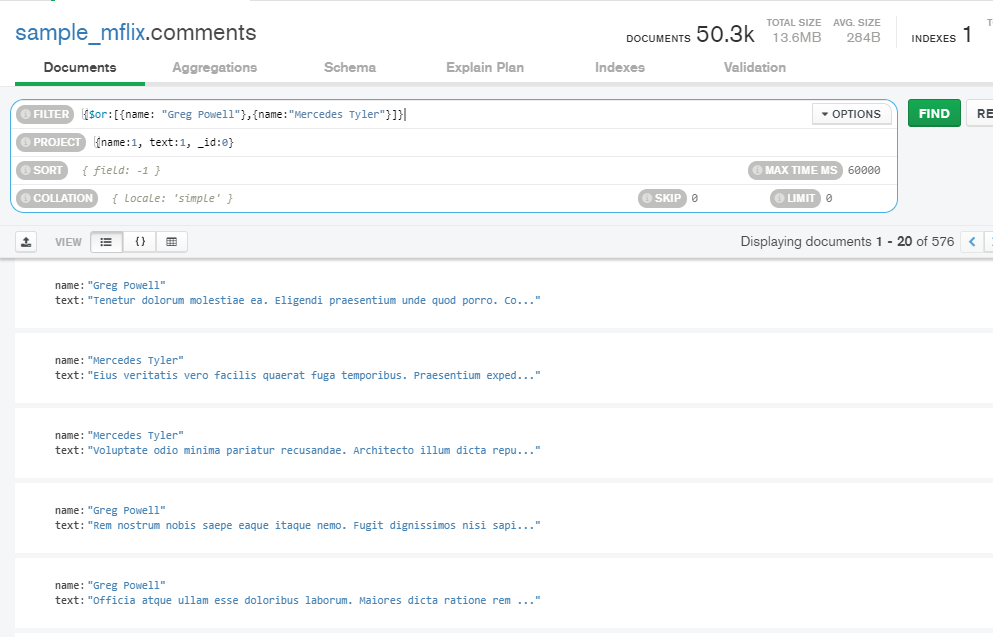 sample_mflix.comments
DOCUMENTS 50.3k TOTAL SIZE 13.6MB AVG. SIZE 284B INDEXES 1
Documents Aggregations Schema Explain Plan Indexes Validation
FILTER {$or:[{name: "Greg Powell"},{name:"Mercedes Tyler"}]} OPTIONS FIND RE
PROJECT {name:1, text:1, _id:0}
SORT { field: -1 } MAX TIME MS 60000
COLLATION { locale: 'simple' } SKIP 0 LIMIT 0
VIEW {} Displaying documents 1 - 20 of 576
name:"Greg Powell"
text:"Tenetur dolorum molestiae ea. Eligendi praesentium unde quod porro. Co..."
name:"Mercedes Tyler"
text:"Eius veritatis vero facilis quaerat fuga temporibus. Praesentium exped..."
name:"Mercedes Tyler"
text:"Voluptate odio minima pariatur recusandae. Architecto illum dicta repu..."
name:"Greg Powell"
text:"Rem nostrum nobis saepe eaque itaque nemo. Fugit dignissimos nisi sapi..."
name:"Greg Powell"
text:"Officia atque ullam esse doloribus laborum. Maiores dicta ratione rem ..."